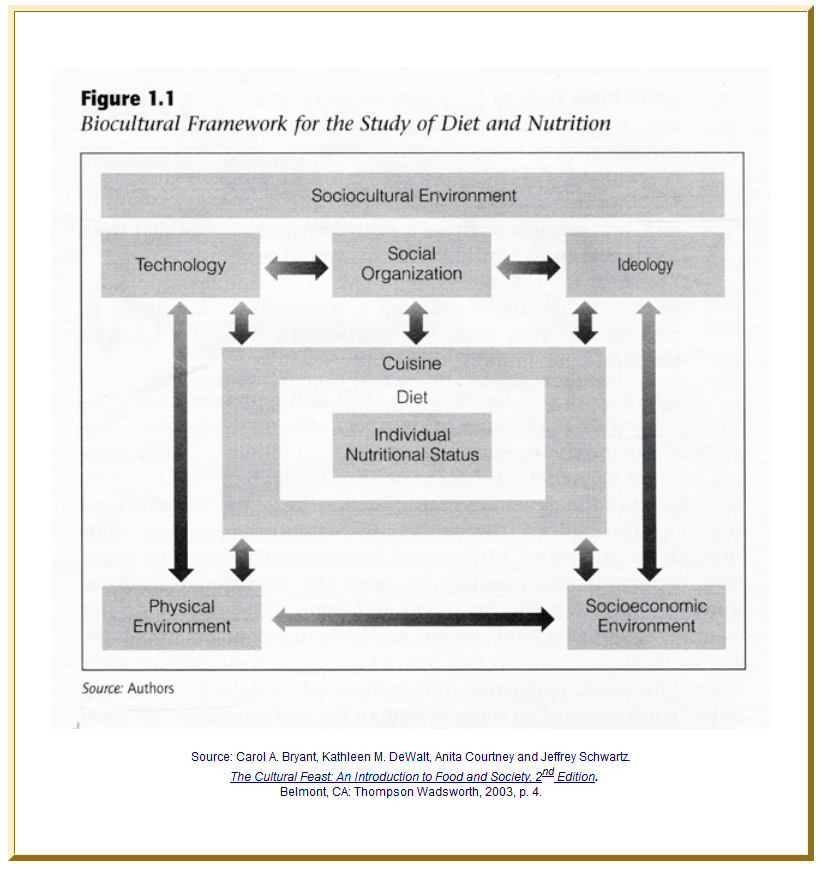 Figure 1.1
Biocultural Framework for the Study of Diet and Nutrition
Sociocultural Environment
Technology
Social
Organization
Ideology
Cuisine
Diet
Individual
Nutritional Status
Physical
Environment
Socioeconomic
Environment
Source: Authors
Source: Carol A. Bryant, Kathleen M. DeWalt, Anita Courtney and Jeffrey Schwartz.
The Cultural Feast: An Introduction to Food and Society, 2nd Edition.
Belmont, CA: Thompson Wadsworth, 2003, p. 4.